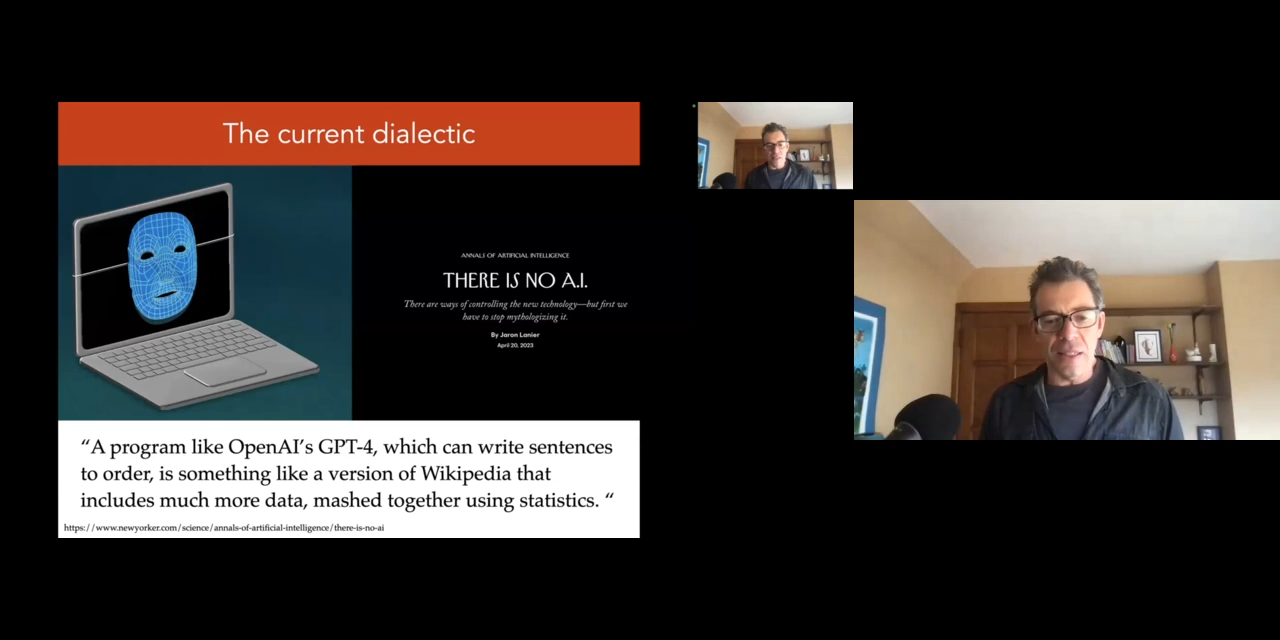 The current dialectic
ANNALS OF ARTIFICIAL INTELLIGENCE
THERE IS NO A.I.
There are ways of controlling the new technology—but first we
have to stop mythologizing it.
By Jaron Lanier
April 20, 2023
“A program like OpenAI’s GPT-4, which can write sentences
to order, is something like a version of Wikipedia that
includes much more data, mashed together using statistics. “
https://www.newyorker.com/science/annals-of-artificial-intelligence/there-is-no-ai